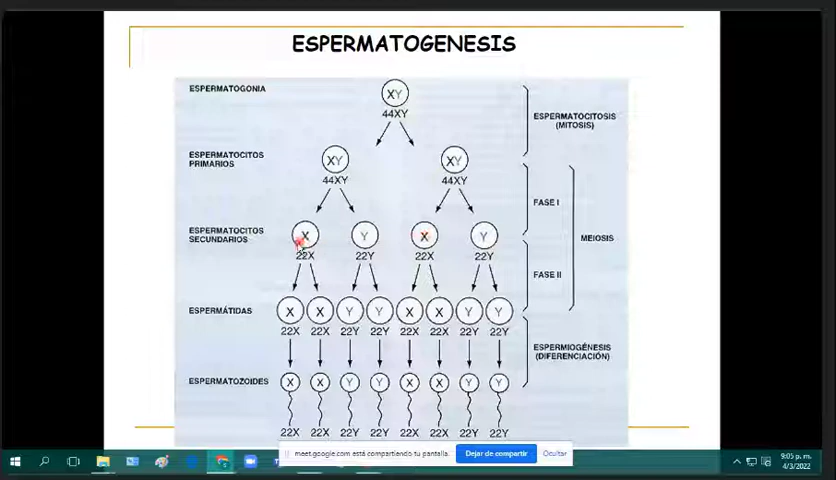 ESPERMATOGENESIS
ESPERMATOGONIA
XY
44XY
ESPERMATOCITOSIS
(MITOSIS)
ESPERMATOCITOS
PRIMARIOS
XY XY
44XY 44XY
FASE I
ESPERMATOCITOS
SECUNDARIOS
X Y X Y
22X 22Y 22X 22Y
MEIOSIS
FASE II
ESPERMÁTIDAS
X X Y Y X X Y Y
22X 22X 22Y 22Y 22X 22X 22Y 22Y
ESPERMIOGÉNESIS
(DIFERENCIACIÓN)
ESPERMATOZOIDES
X X Y Y X X Y Y
22X 22X 22Y 22Y 22X 22X 22Y 22Y
meet.google.com está compartiendo tu pantalla.
Dejar de compartir
Ocultar
9:05 p. m.
4/3/2022